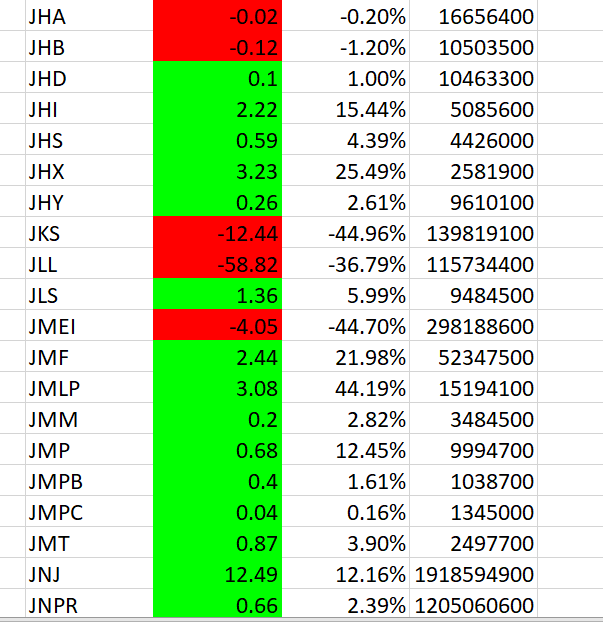 JHA -0.02 -0.20% 16656400
JHB -0.12 -1.20% 10503500
JHD 0.1 1.00% 10463300
JHI 2.22 15.44% 5085600
JHS 0.59 4.39% 4426000
JHX 3.23 25.49% 2581900
JHY 0.26 2.61% 9610100
JKS -12.44 -44.96% 139819100
JLL -58.82 -36.79% 115734400
JLS 1.36 5.99% 9484500
JMEI -4.05 -44.70% 298188600
JMF 2.44 21.98% 52347500
JMLP 3.08 44.19% 15194100
JMM 0.2 2.82% 3484500
JMP 0.68 12.45% 9994700
JMPB 0.4 1.61% 1038700
JMPC 0.04 0.16% 1345000
JMT 0.87 3.90% 2497700
JNJ 12.49 12.16% 1918594900
JNPR 0.66 2.39% 1205060600